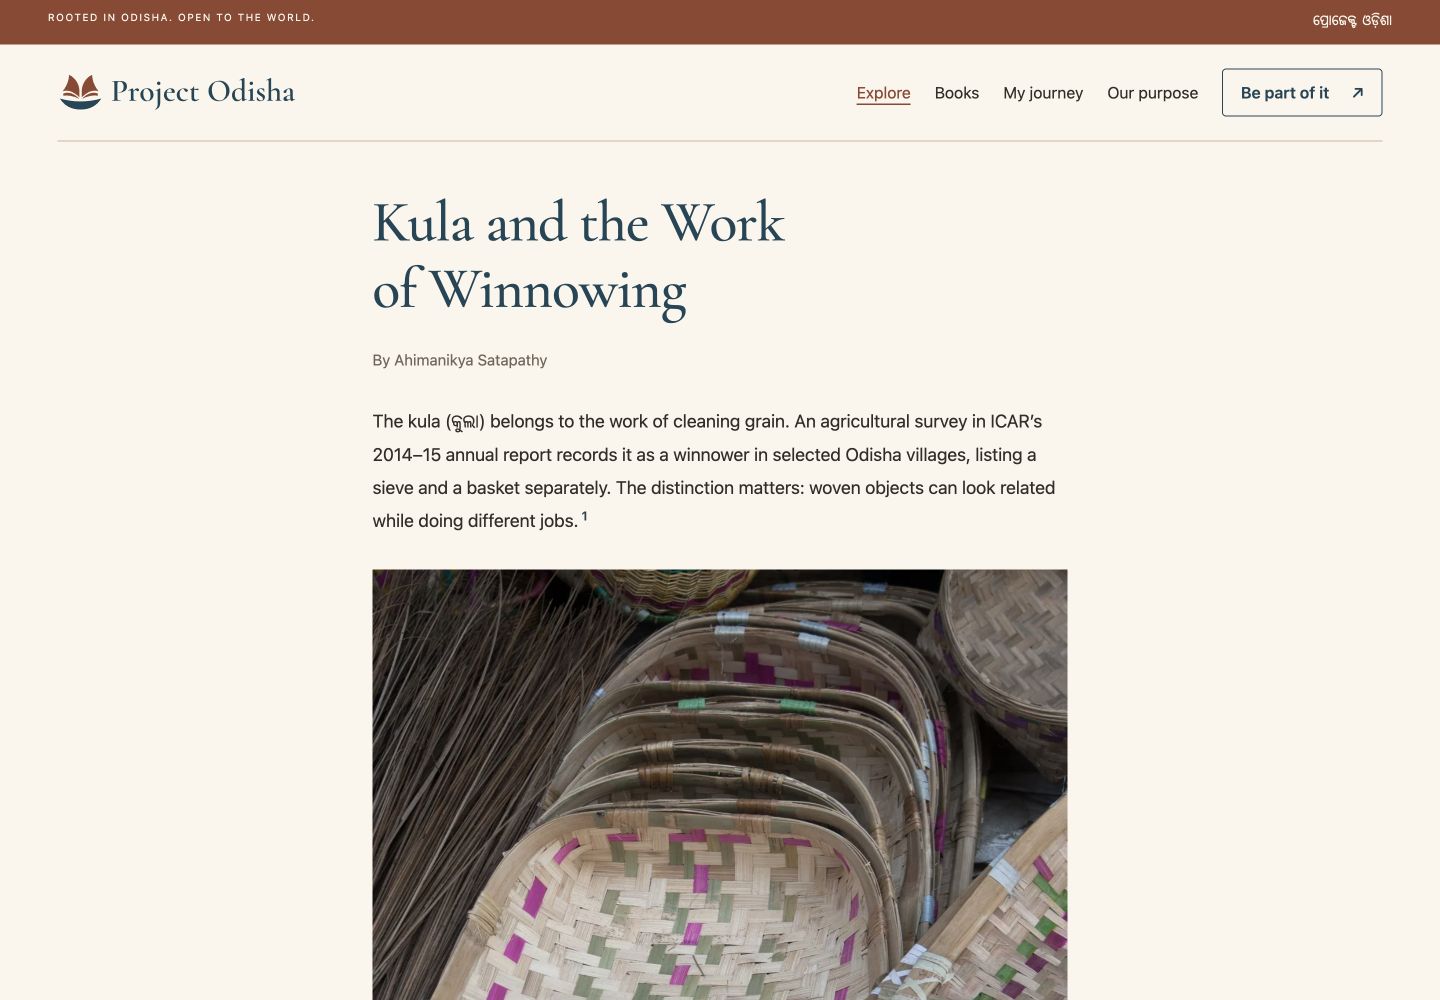 ROOTED IN ODISHA. OPEN TO THE WORLD.
ପ୍ରୋଜେକ୍ଟ ଓଡ଼ିଶା
Project Odisha
Explore
Books
My journey
Our purpose
Be part of it
Kula and the Work
of Winnowing
By Ahimanikya Satapathy
The kula (କୁଲା) belongs to the work of cleaning grain. An agricultural survey in ICAR’s
2014–15 annual report records it as a winnower in selected Odisha villages, listing a
sieve and a basket separately. The distinction matters: woven objects can look related
while doing different jobs. 1